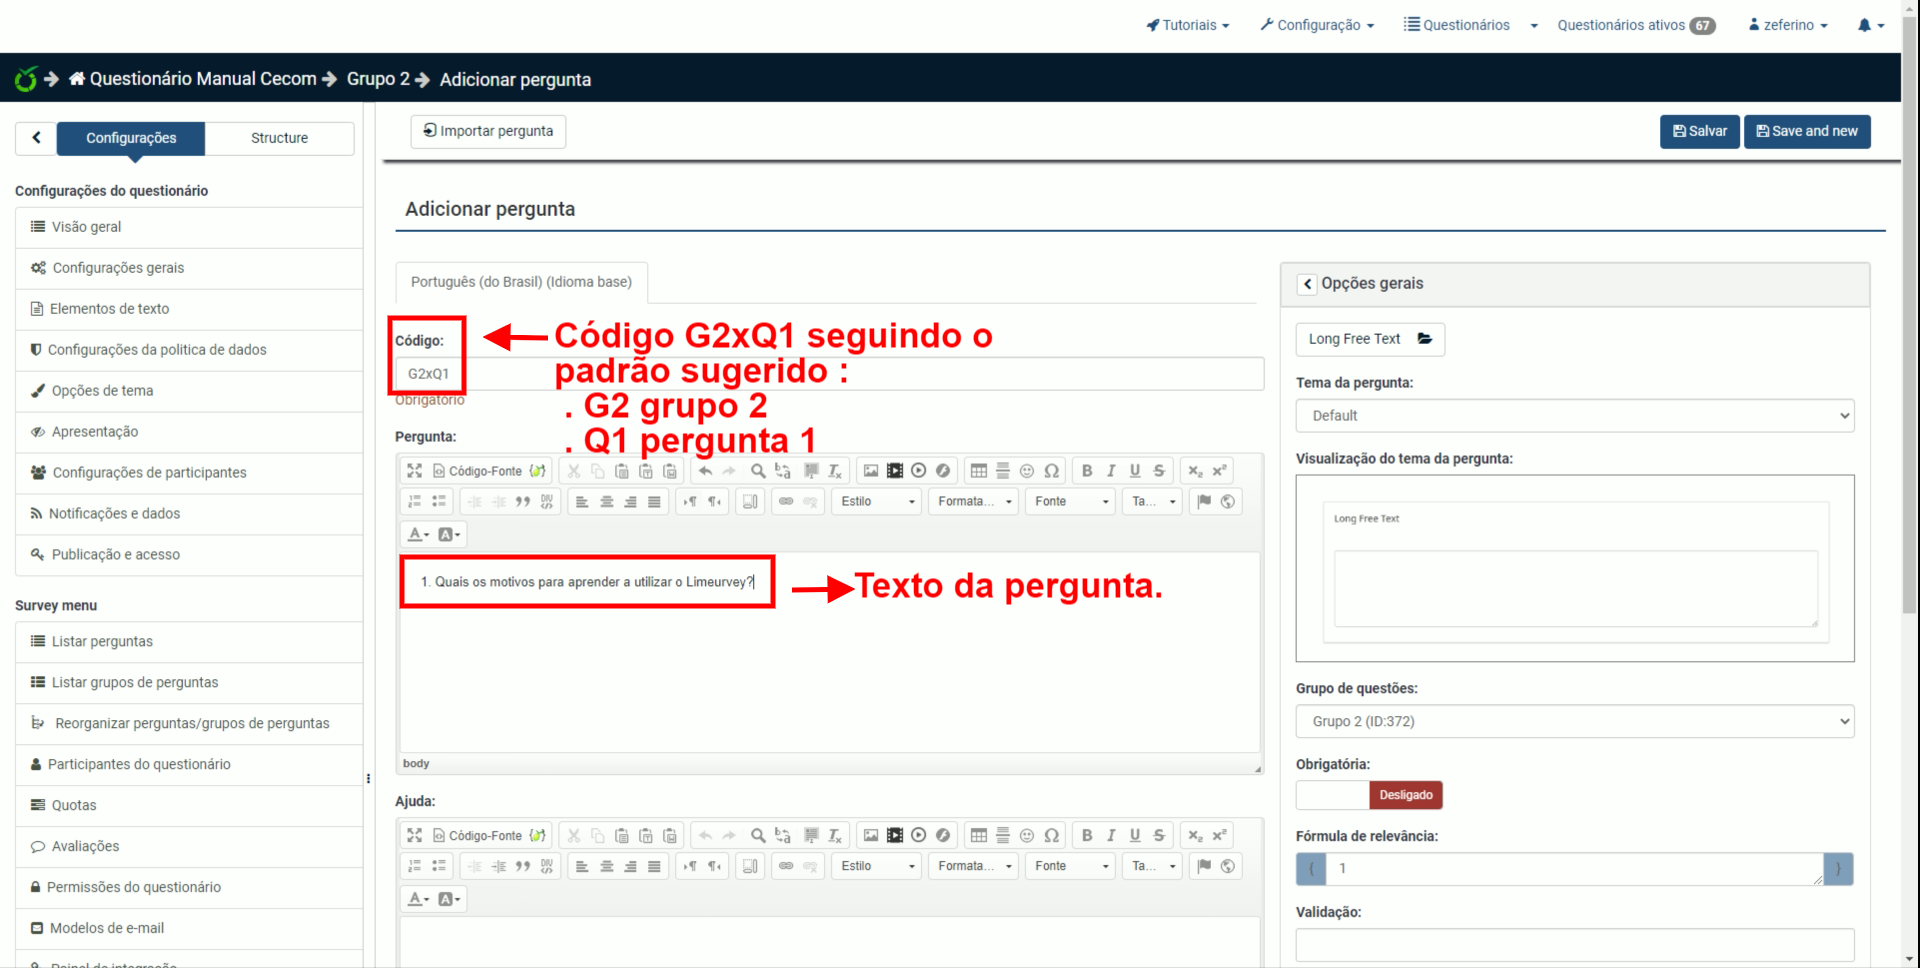 Tutoriais
Configuração
Questionários
Questionários ativos 67
zeferino
Questionário Manual Cecom
Grupo 2
Adicionar pergunta
Configurações
Structure
Importar pergunta
Salvar
Save and new
Configurações do questionário
Visão geral
Configurações gerais
Elementos de texto
Configurações da politica de dados
Opções de tema
Apresentação
Configurações de participantes
Notificações e dados
Publicação e acesso
Survey menu
Listar perguntas
Listar grupos de perguntas
Reorganizar perguntas/grupos de perguntas
Participantes do questionário
Quotas
Avaliações
Permissões do questionário
Modelos de e-mail
Painel de integração
Adicionar pergunta
Português (do Brasil) (Idioma base)
Código:
G2xQ1
Obrigatório
Código G2xQ1 seguindo o
padrão sugerido :
. G2 grupo 2
. Q1 pergunta 1
Pergunta:
Código-Fonte
Estilo
Formata...
Fonte
Ta...
1. Quais os motivos para aprender a utilizar o Limeurvey?
Texto da pergunta.
body
Ajuda:
Código-Fonte
Estilo
Formata...
Fonte
Ta...
Opções gerais
Long Free Text
Tema da pergunta:
Default
Visualização do tema da pergunta:
Long Free Text
Grupo de questões:
Grupo 2 (ID:372)
Obrigatória:
Desligado
Fórmula de relevância:
{ 1 }
Validação: